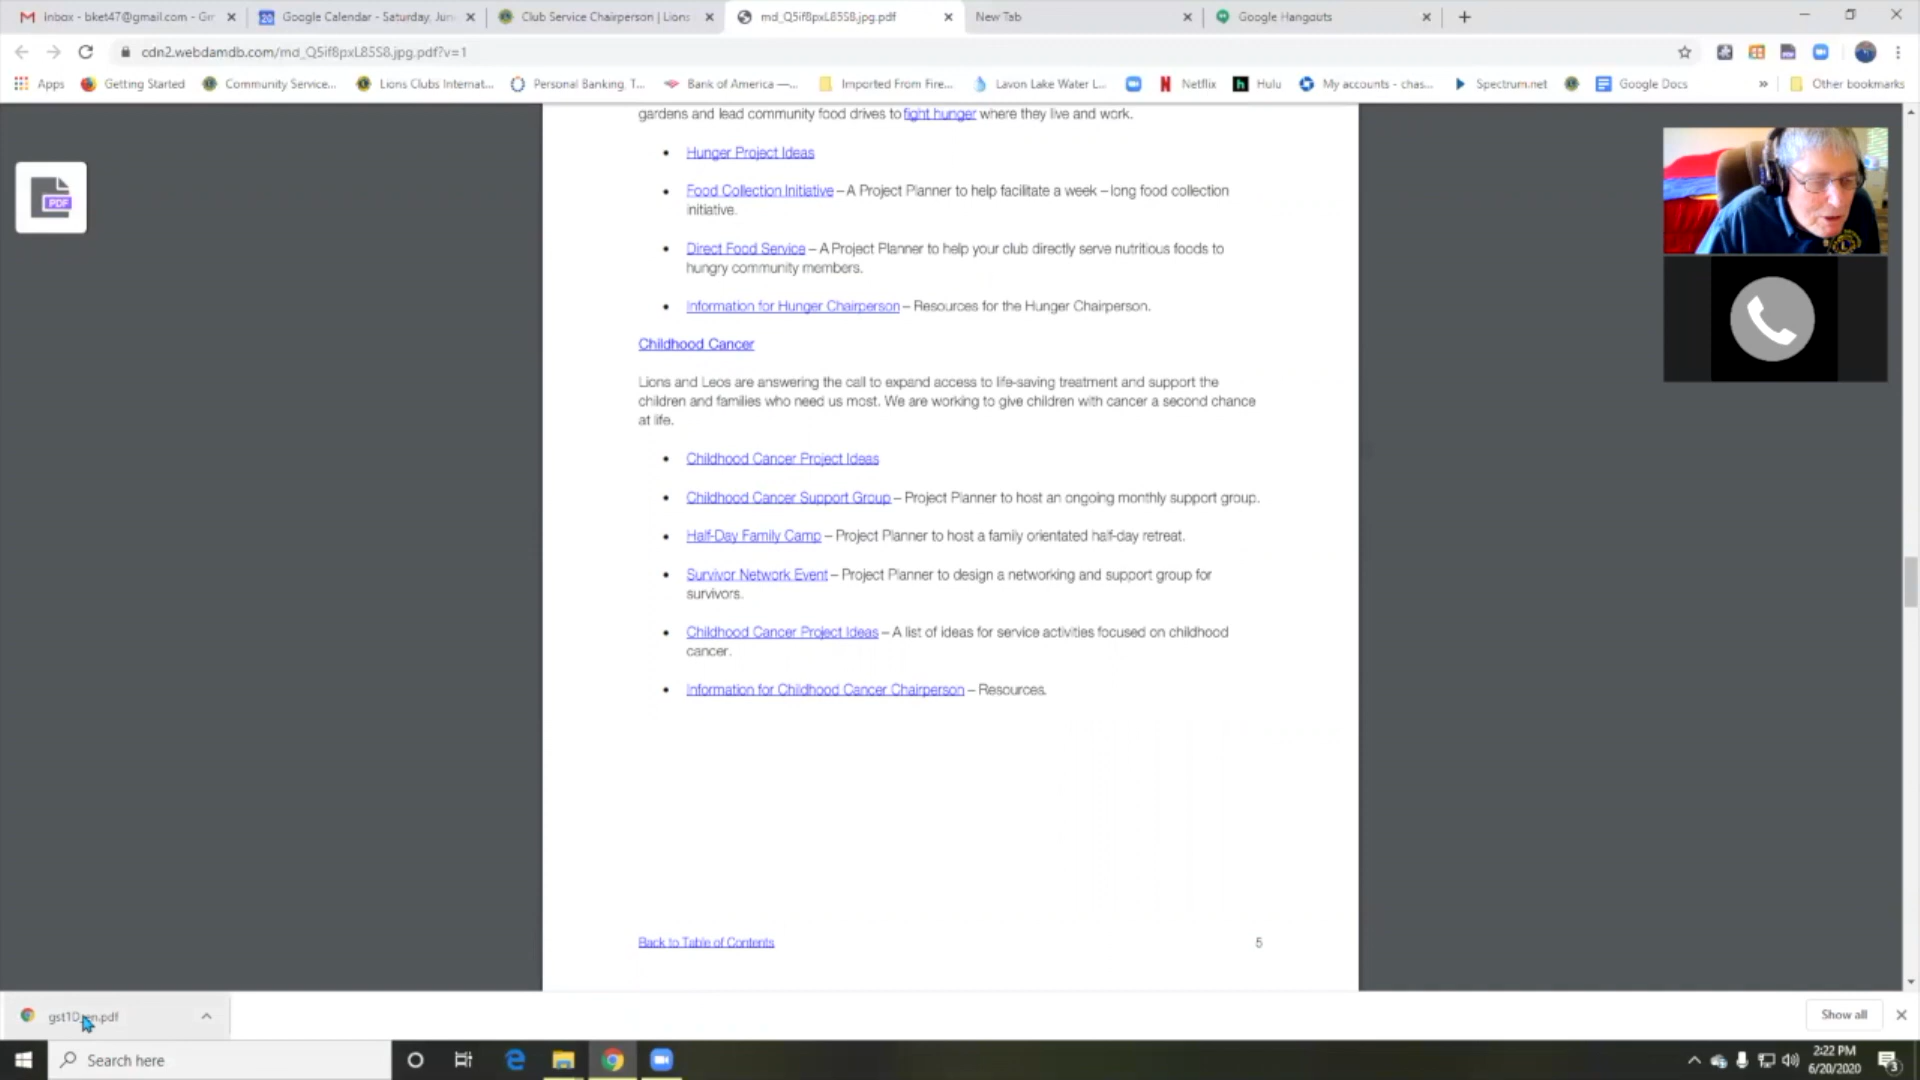 Inbox - bket47@gmail.com - Gm
Google Calendar - Saturday, Jun
Club Service Chairperson | Lions
md_Q5if8pxL85S8.jpg.pdf
New Tab
Google Hangouts
cdn2.webdamdb.com/md_Q5if8pxL85S8.jpg.pdf?v=1
Apps
Getting Started
Community Service...
Lions Clubs Internat...
Personal Banking, T...
Bank of America —...
Imported From Fire...
Lavon Lake Water L...
Netflix
Hulu
My accounts - chas...
Spectrum.net
Google Docs
»
Other bookmarks
gardens and lead community food drives to fight hunger where they live and work.
PDF
• Hunger Project Ideas
• Food Collection Initiative – A Project Planner to help facilitate a week – long food collection
initiative.
• Direct Food Service – A Project Planner to help your club directly serve nutritious foods to
hungry community members.
• Information for Hunger Chairperson – Resources for the Hunger Chairperson.
Childhood Cancer
Lions and Leos are answering the call to expand access to life-saving treatment and support the
children and families who need us most. We are working to give children with cancer a second chance
at life.
• Childhood Cancer Project Ideas
• Childhood Cancer Support Group – Project Planner to host an ongoing monthly support group.
• Half-Day Family Camp – Project Planner to host a family orientated half-day retreat.
• Survivor Network Event – Project Planner to design a networking and support group for
survivors.
• Childhood Cancer Project Ideas – A list of ideas for service activities focused on childhood
cancer.
• Information for Childhood Cancer Chairperson – Resources.
Back to Table of Contents
5
Show all
Search here
2:22 PM
6/20/2020
3